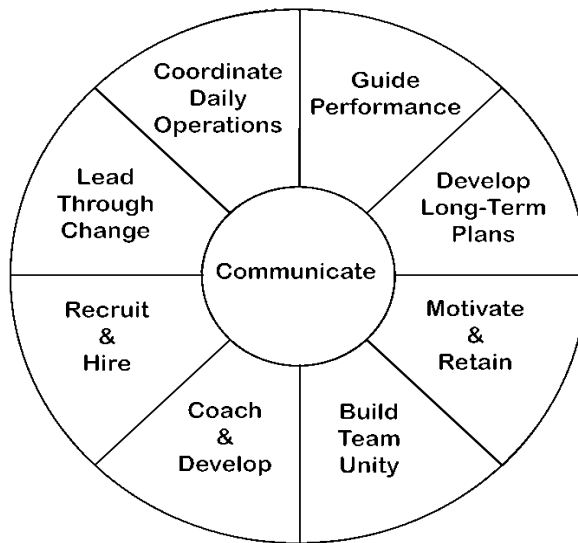 Coordinate
Daily
Operations
Guide
Performance
Develop
Long-Term
Plans
Motivate
&
Retain
Build
Team
Unity
Coach
&
Develop
Recruit
&
Hire
Lead
Through
Change
Communicate